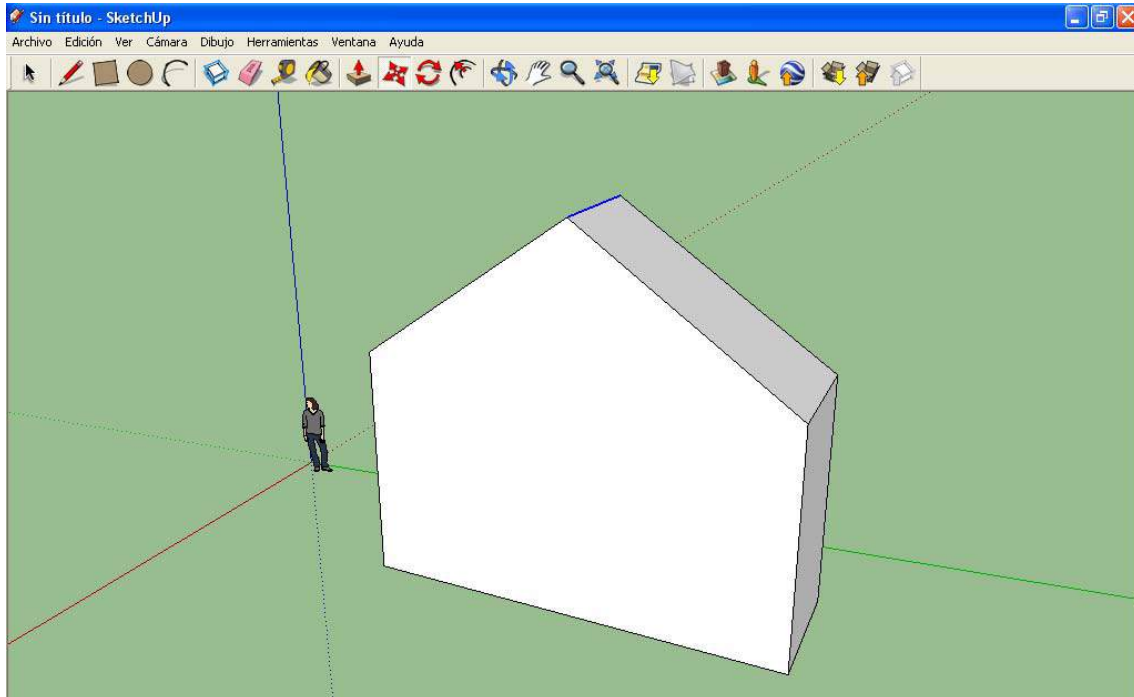 Sin título - SketchUp
Archivo Edición Ver Cámara Dibujo Herramientas Ventana Ayuda